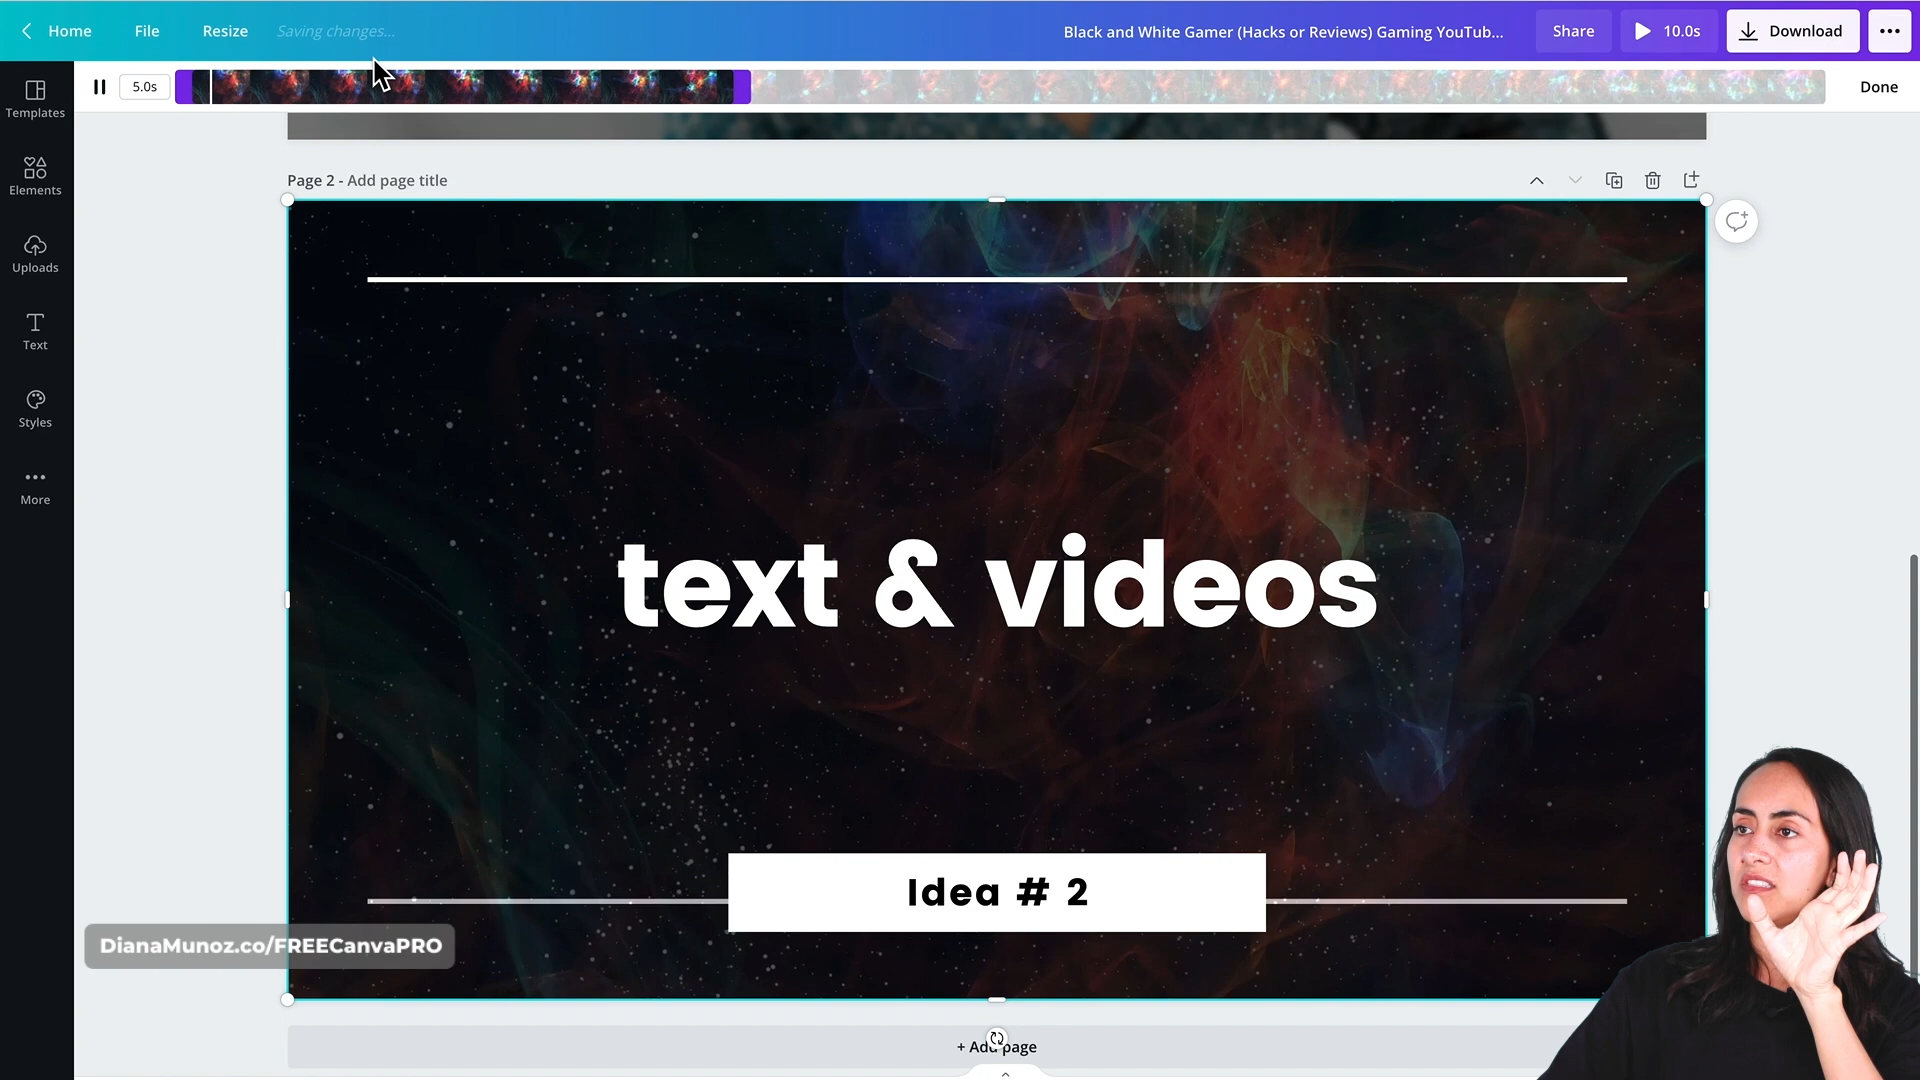 Home File Resize Saving changes... Black and White Gamer (Hacks or Reviews) Gaming YouTub... Share 10.0s Download
5.0s Done
Templates
Elements
Uploads
Text
Styles
More
Page 2 - Add page title
text & videos
Idea # 2
DianaMunoz.co/FREECanvaPRO
+ Add page